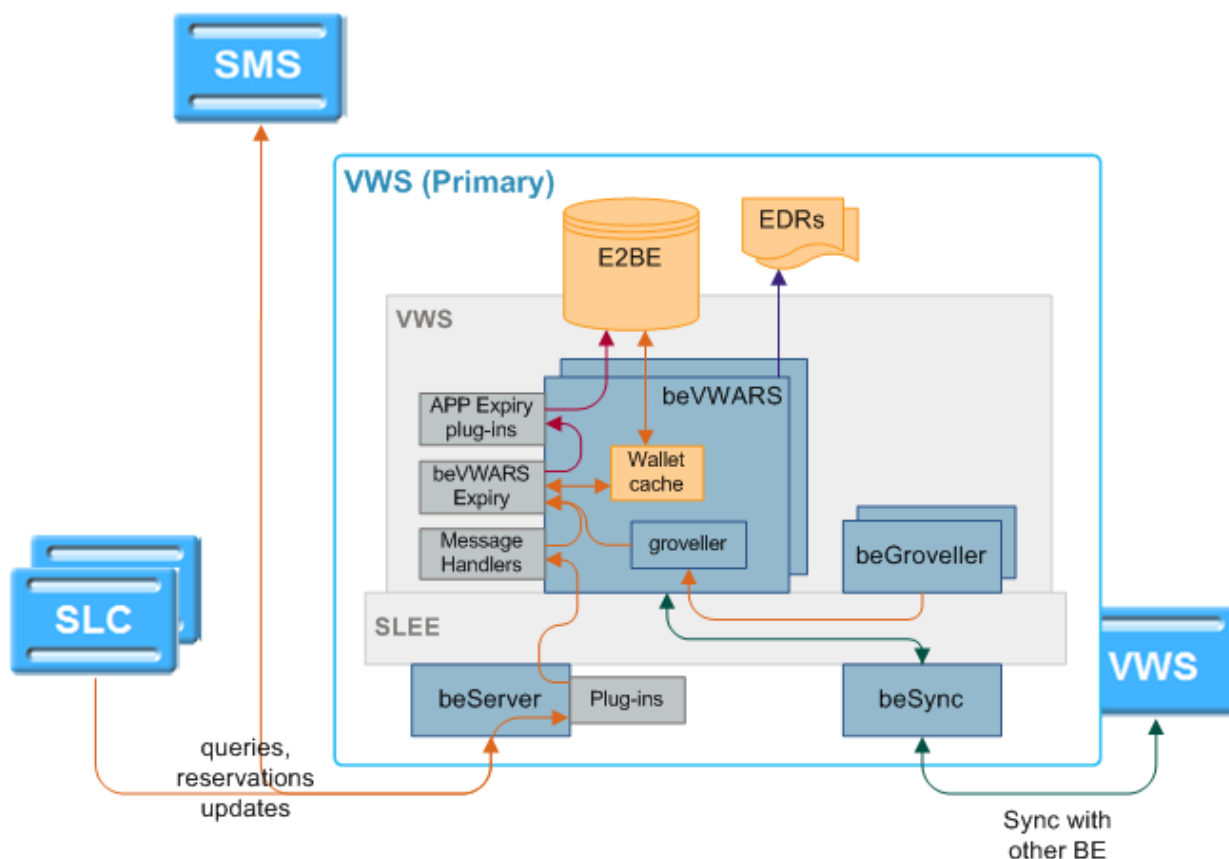 SMS
VWS (Primary)
EDRs
E2BE
VWS
beVWARS
APP Expiry
plug-ins
Wallet
cache
beVWARS
Expiry
Message
Handlers
groveller
beGroveller
SLC
SLEE
VWS
beServer
Plug-ins
beSync
queries,
reservations
updates
Sync with
other BE